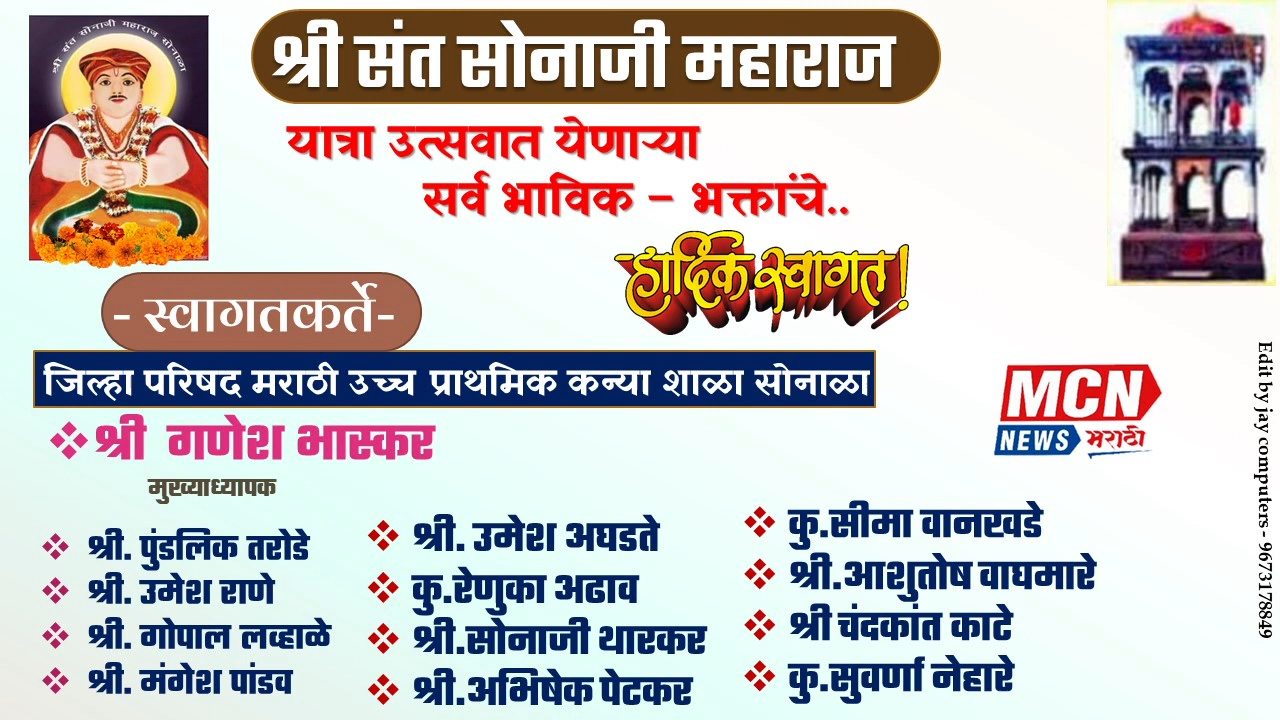 श्री संत सोनाजी महाराज सोनाळा
श्री संत सोनाजी महाराज
यात्रा उत्सवात येणाऱ्या
सर्व भाविक – भक्तांचे..
हार्दिक स्वागत!
- स्वागतकर्ते-
जिल्हा परिषद मराठी उच्च प्राथमिक कन्या शाळा सोनाळा
❖श्री गणेश भास्कर
मुख्याध्यापक
❖ श्री. पुंडलिक तरोडे
❖ श्री. उमेश राणे
❖ श्री. गोपाल लव्हाळे
❖ श्री. मंगेश पांडव
❖ श्री. उमेश अघडते
❖ कु.रेणुका अढाव
❖ श्री.सोनाजी थारकर
❖ श्री.अभिषेक पेटकर
❖ कु.सीमा वानखडे
❖ श्री.आशुतोष वाघमारे
❖ श्री चंदकांत काटे
❖ कु.सुवर्णा नेहारे
MCN
NEWS मराठी
Edit by jay computers - 9673178849